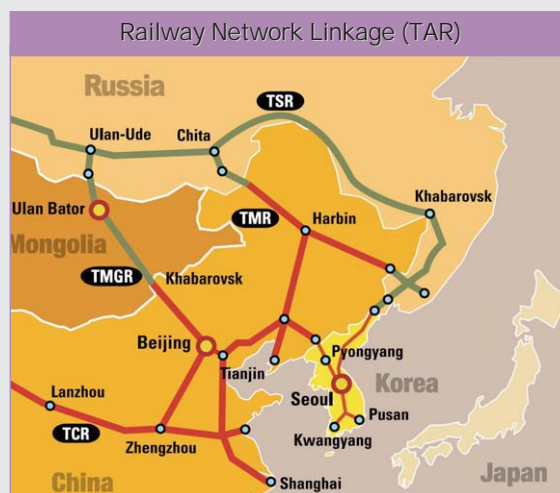 Railway Network Linkage (TAR)
Russia
TSR
Ulan-Ude
Chita
Khabarovsk
Ulan Bator
TMR
Harbin
Mongolia
TMGR
Khabarovsk
Beijing
Pyongyang
Tianjin
Korea
Lanzhou
Seoul
Pusan
TCR
Zhengzhou
Kwangyang
China
Shanghai
Japan